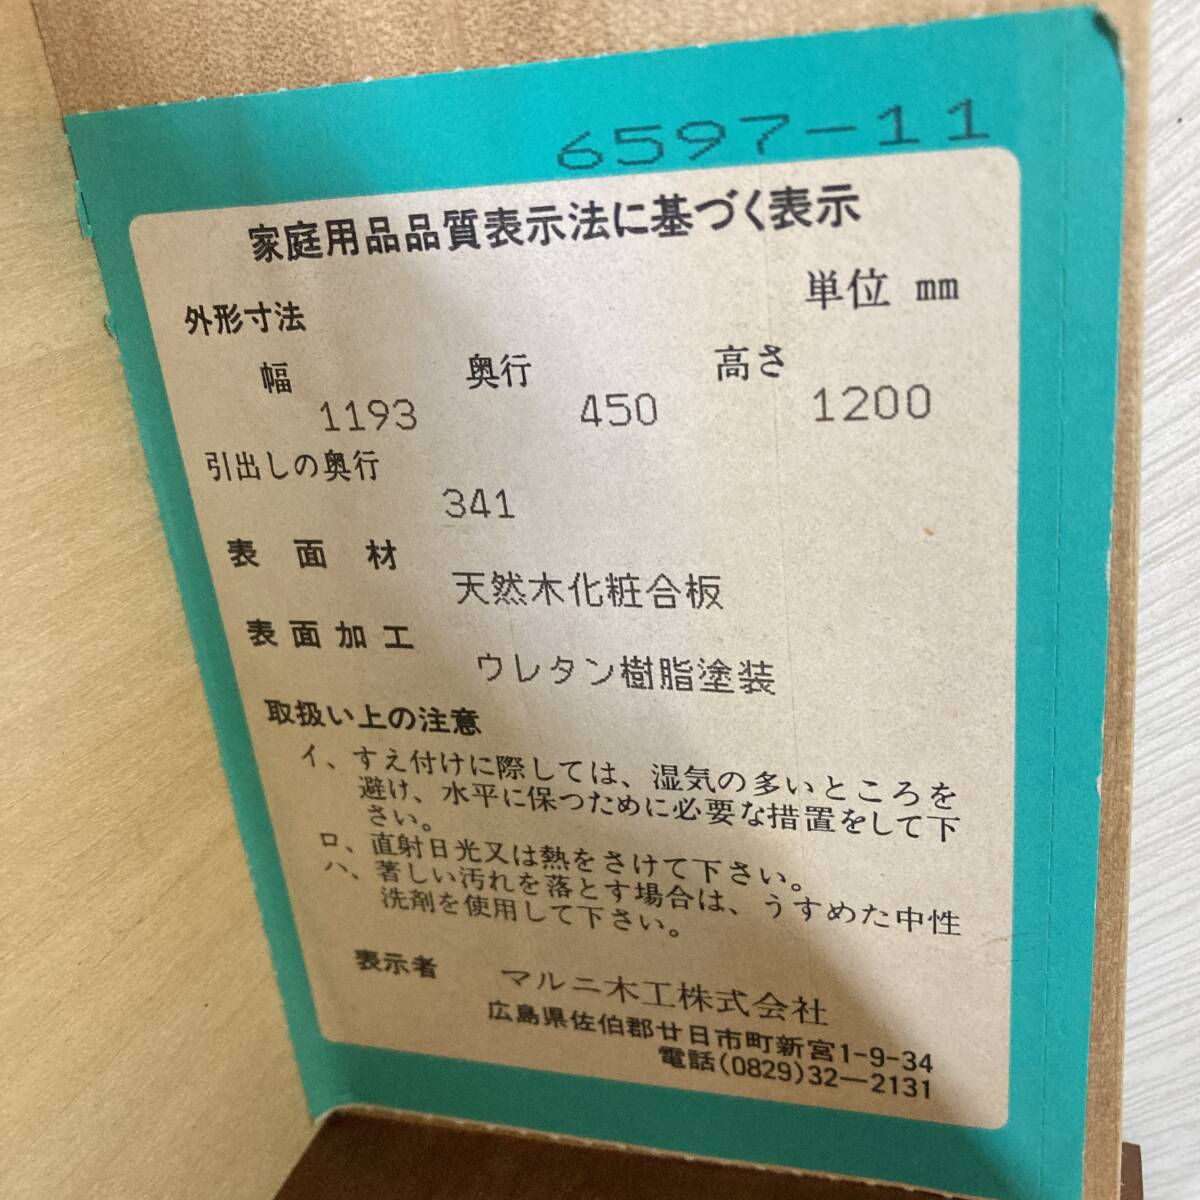 6597-11
家庭用品品質表示法に基づく表示
単位 mm
外形寸法
幅 奥行 高さ
1193 450 1200
引出しの奥行
341
表面材
天然木化粧合板
表面加工
ウレタン樹脂塗装
取扱い上の注意
イ、すえ付けに際しては、湿気の多いところを
避け、水平に保つために必要な措置をして下
さい。
ロ、直射日光又は熱をさけて下さい。
ハ、著しい汚れを落とす場合は、うすめた中性
洗剤を使用して下さい。
表示者 マルニ木工株式会社
広島県佐伯郡廿日市町新宮1-9-34
電話(0829)32-2131